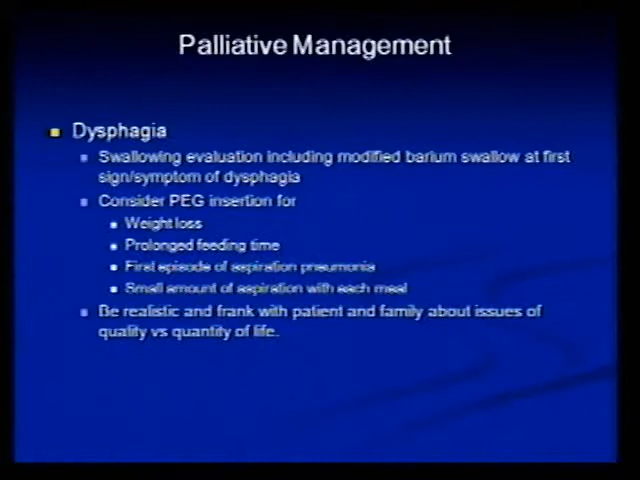 Palliative Management
Dysphagia
Swallowing evaluation including modified barium swallow at first
sign/symptom of dysphagia
Consider PEG insertion for
Weight loss
Prolonged feeding time
First episode of aspiration pneumonia
Small amount of aspiration with each meal
Be realistic and frank with patient and family about issues of
quality vs quantity of life.